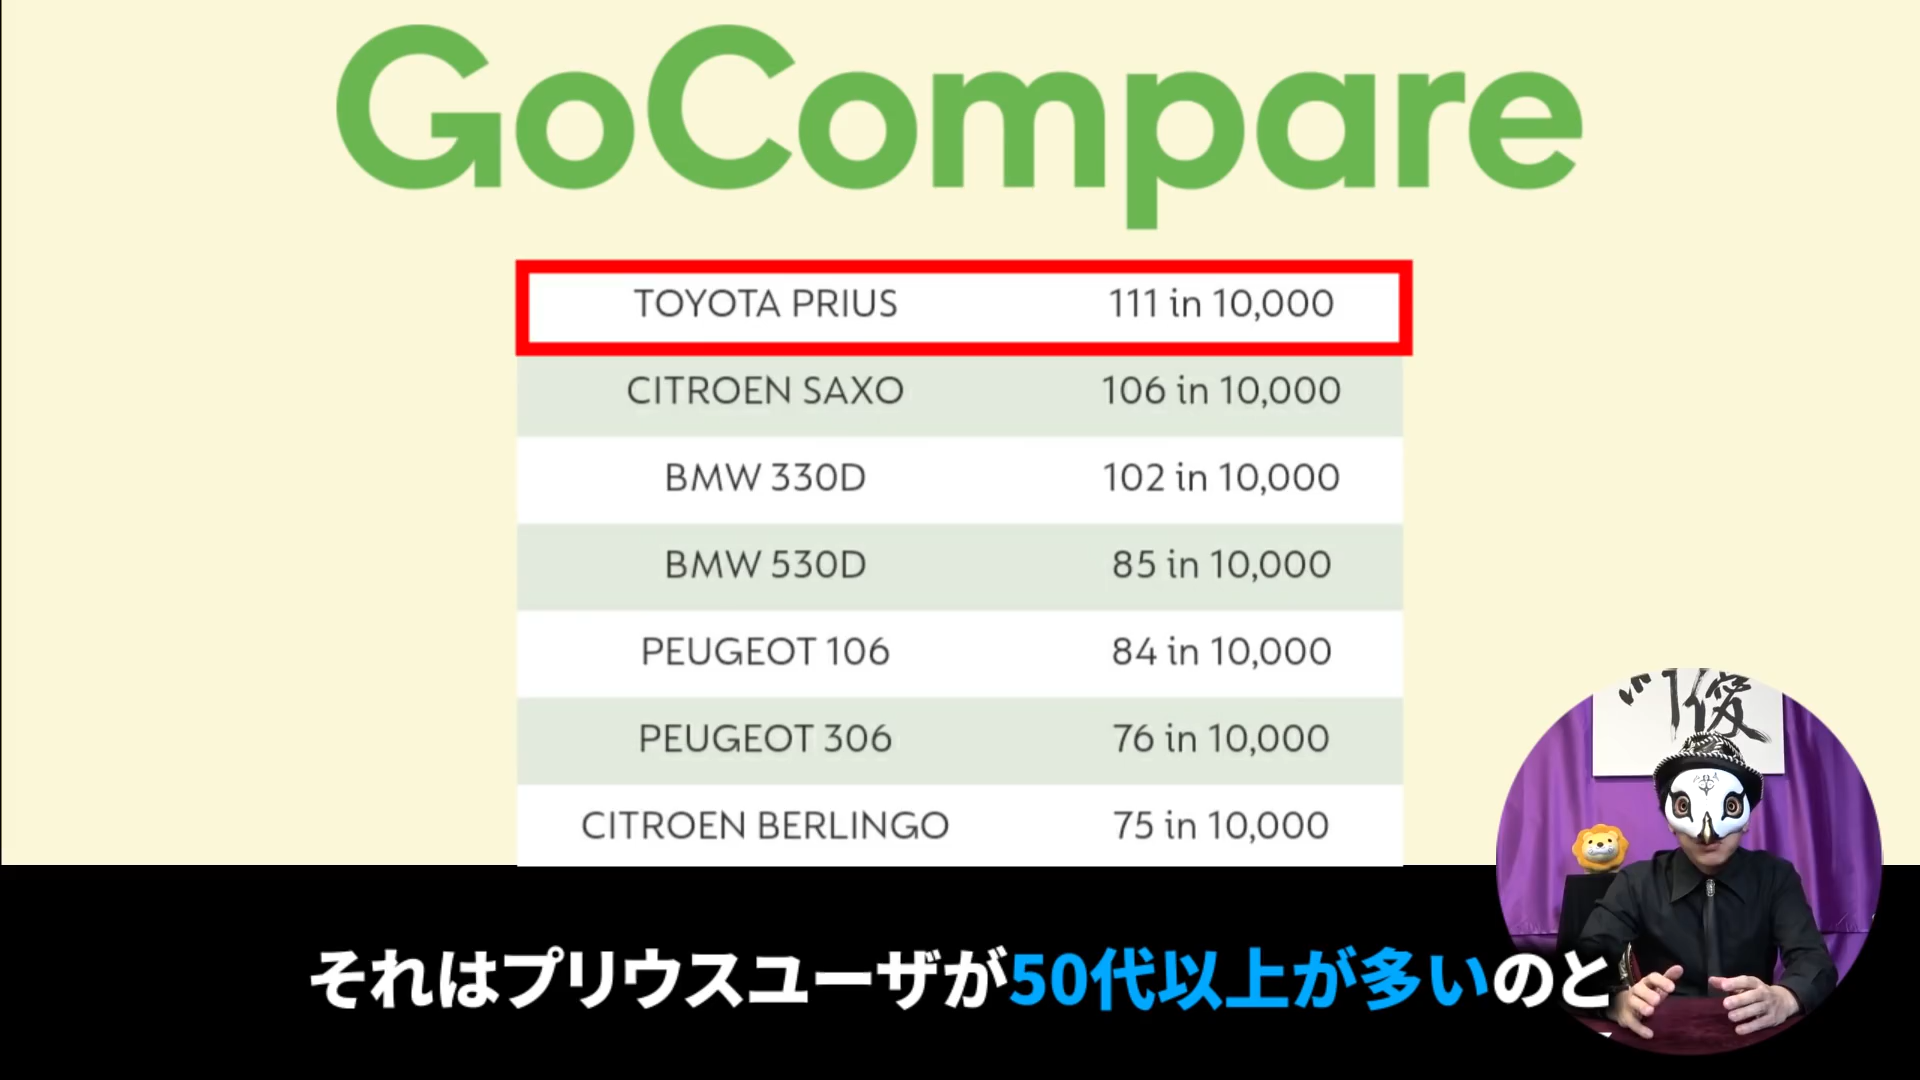 GoCompare
TOYOTA PRIUS 111 in 10,000
CITROEN SAXO 106 in 10,000
BMW 330D 102 in 10,000
BMW 530D 85 in 10,000
PEUGEOT 106 84 in 10,000
PEUGEOT 306 76 in 10,000
CITROEN BERLINGO 75 in 10,000
それはプリウスユーザが50代以上が多いのと